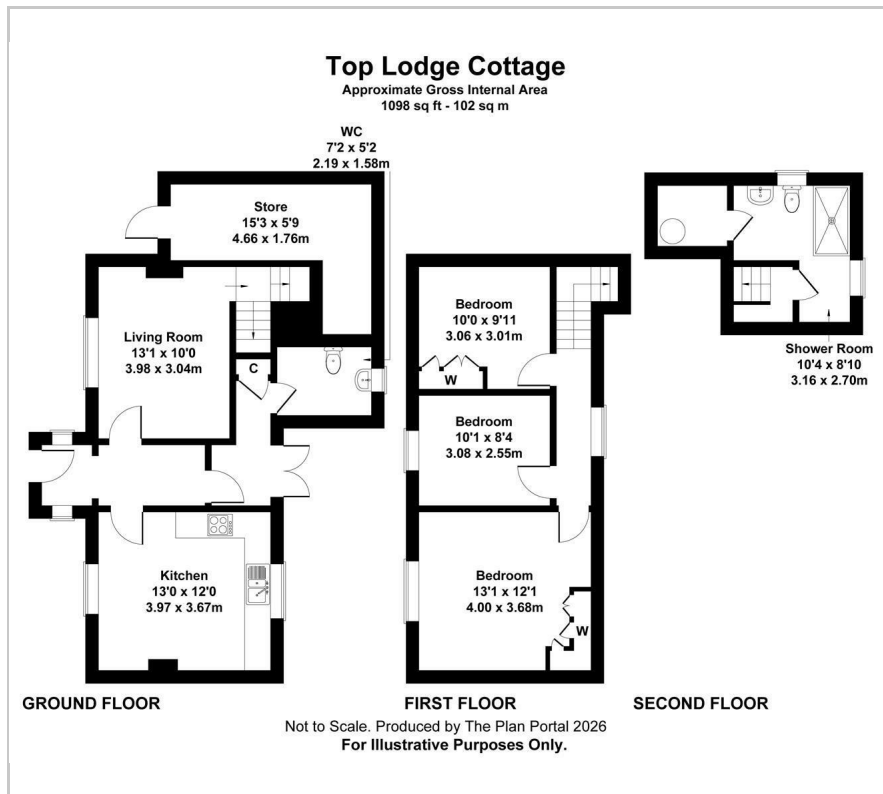 Top Lodge Cottage
Approximate Gross Internal Area
1098 sq ft - 102 sq m
WC
7'2 x 5'2
2.19 x 1.58m
Store
15'3 x 5'9
4.66 x 1.76m
Living Room
13'1 x 10'0
3.98 x 3.04m
C
Kitchen
13'0 x 12'0
3.97 x 3.67m
GROUND FLOOR
Bedroom
10'0 x 9'11
3.06 x 3.01m
W
Bedroom
10'1 x 8'4
3.08 x 2.55m
Bedroom
13'1 x 12'1
4.00 x 3.68m
W
FIRST FLOOR
Shower Room
10'4 x 8'10
3.16 x 2.70m
SECOND FLOOR
Not to Scale. Produced by The Plan Portal 2026
For Illustrative Purposes Only.